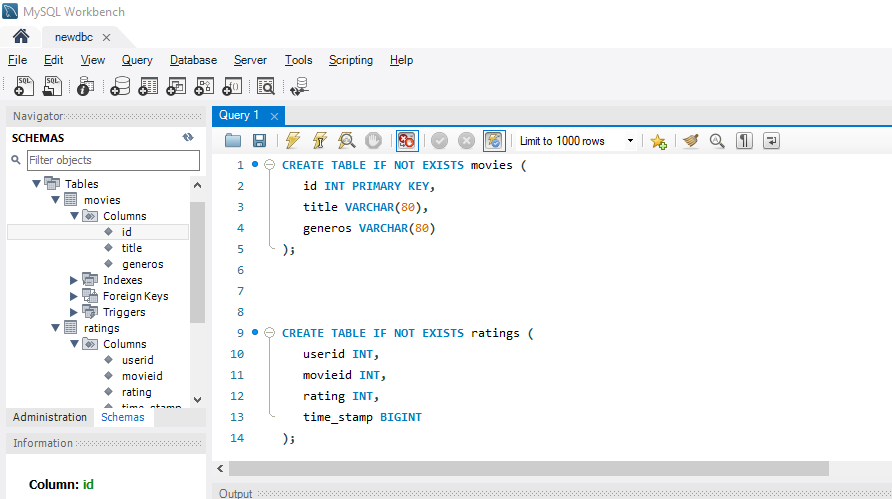 MySQL Workbench
newdbc
File Edit View Query Database Server Tools Scripting Help
Navigator
SCHEMAS
Filter objects
Tables
movies
Columns
id
title
generos
Indexes
Foreign Keys
Triggers
ratings
Columns
userid
movieid
rating
time_stamp
Administration Schemas
Information
Column: id
Query 1
Limit to 1000 rows
1 CREATE TABLE IF NOT EXISTS movies (
2 id INT PRIMARY KEY,
3 title VARCHAR(80),
4 generos VARCHAR(80)
5 );
6
7
8
9 CREATE TABLE IF NOT EXISTS ratings (
10 userid INT,
11 movieid INT,
12 rating INT,
13 time_stamp BIGINT
14 );
Output